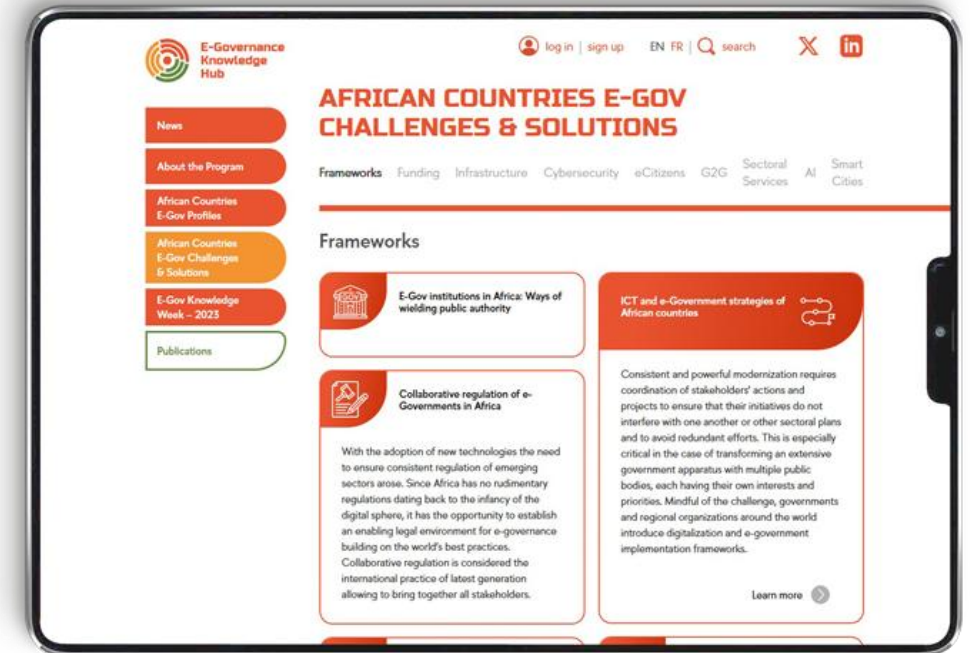 E-Governance
Knowledge
Hub
log in | sign up EN FR | search
AFRICAN COUNTRIES E-GOV
CHALLENGES & SOLUTIONS
News
About the Program
African Countries
E-Gov Profiles
African Countries
E-Gov Challenges
& Solutions
E-Gov Knowledge
Week – 2023
Publications
Frameworks Funding Infrastructure Cybersecurity eCitizens G2G Sectoral Services AI Smart Cities
Frameworks
GOV
E-Gov institutions in Africa: Ways of
wielding public authority
Collaborative regulation of e-
Governments in Africa
With the adoption of new technologies the need
to ensure consistent regulation of emerging
sectors arose. Since Africa has no rudimentary
regulations dating back to the infancy of the
digital sphere, it has the opportunity to establish
an enabling legal environment for e-governance
building on the world's best practices.
Collaborative regulation is considered the
international practice of latest generation
allowing to bring together all stakeholders.
ICT and e-Government strategies of
African countries
Consistent and powerful modernization requires
coordination of stakeholders' actions and
projects to ensure that their initiatives do not
interfere with one another or other sectoral plans
and to avoid redundant efforts. This is especially
critical in the case of transforming an extensive
government apparatus with multiple public
bodies, each having their own interests and
priorities. Mindful of the challenge, governments
and regional organizations around the world
introduce digitalization and e-government
implementation frameworks.
Learn more